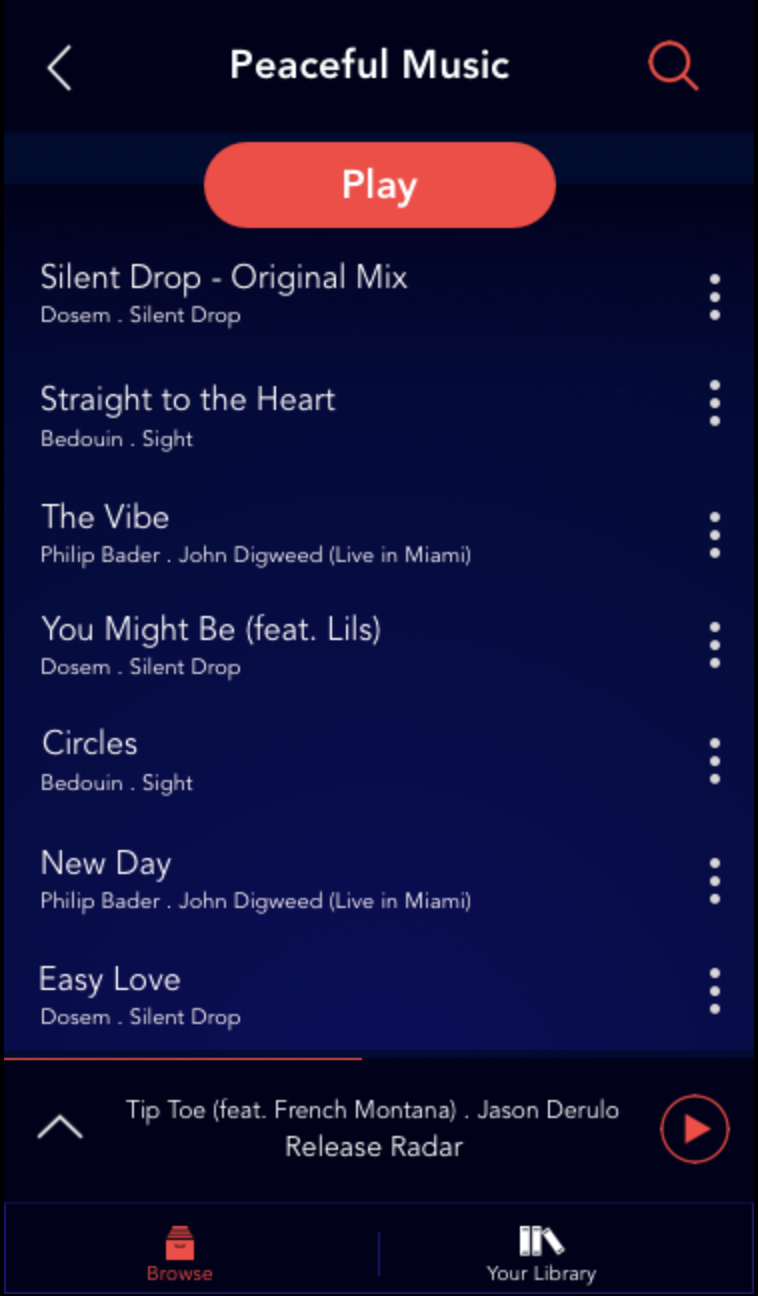 Peaceful Music
Play
Silent Drop - Original Mix
Dosem . Silent Drop
Straight to the Heart
Bedouin . Sight
The Vibe
Philip Bader . John Digweed (Live in Miami)
You Might Be (feat. Lils)
Dosem . Silent Drop
Circles
Bedouin . Sight
New Day
Philip Bader . John Digweed (Live in Miami)
Easy Love
Dosem . Silent Drop
Tip Toe (feat. French Montana) . Jason Derulo
Release Radar
Browse
Your Library